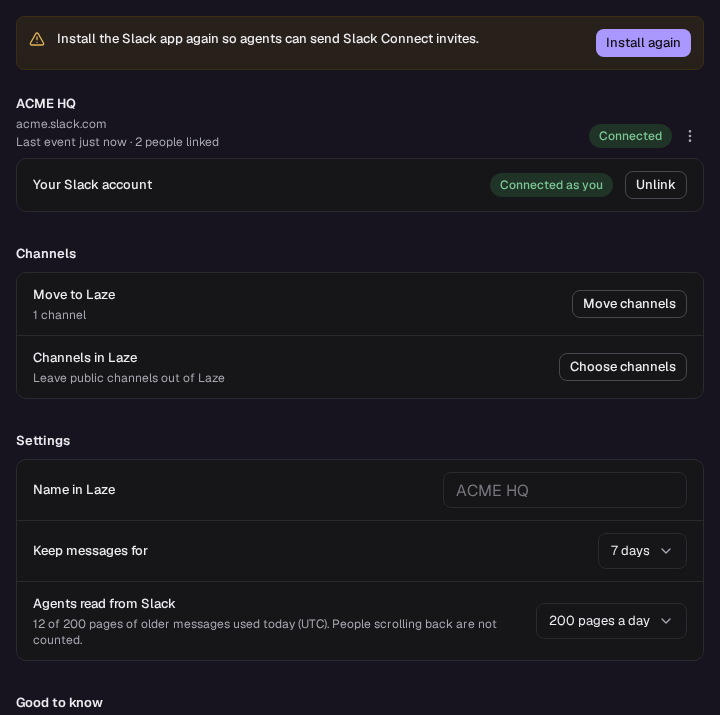 Install the Slack app again so agents can send Slack Connect invites.
Install again
ACME HQ
acme.slack.com
Last event just now · 2 people linked
Connected
Your Slack account
Connected as you
Unlink
Channels
Move to Laze
1 channel
Move channels
Channels in Laze
Leave public channels out of Laze
Choose channels
Settings
Name in Laze
ACME HQ
Keep messages for
7 days
Agents read from Slack
12 of 200 pages of older messages used today (UTC). People scrolling back are not
counted.
200 pages a day
Good to know